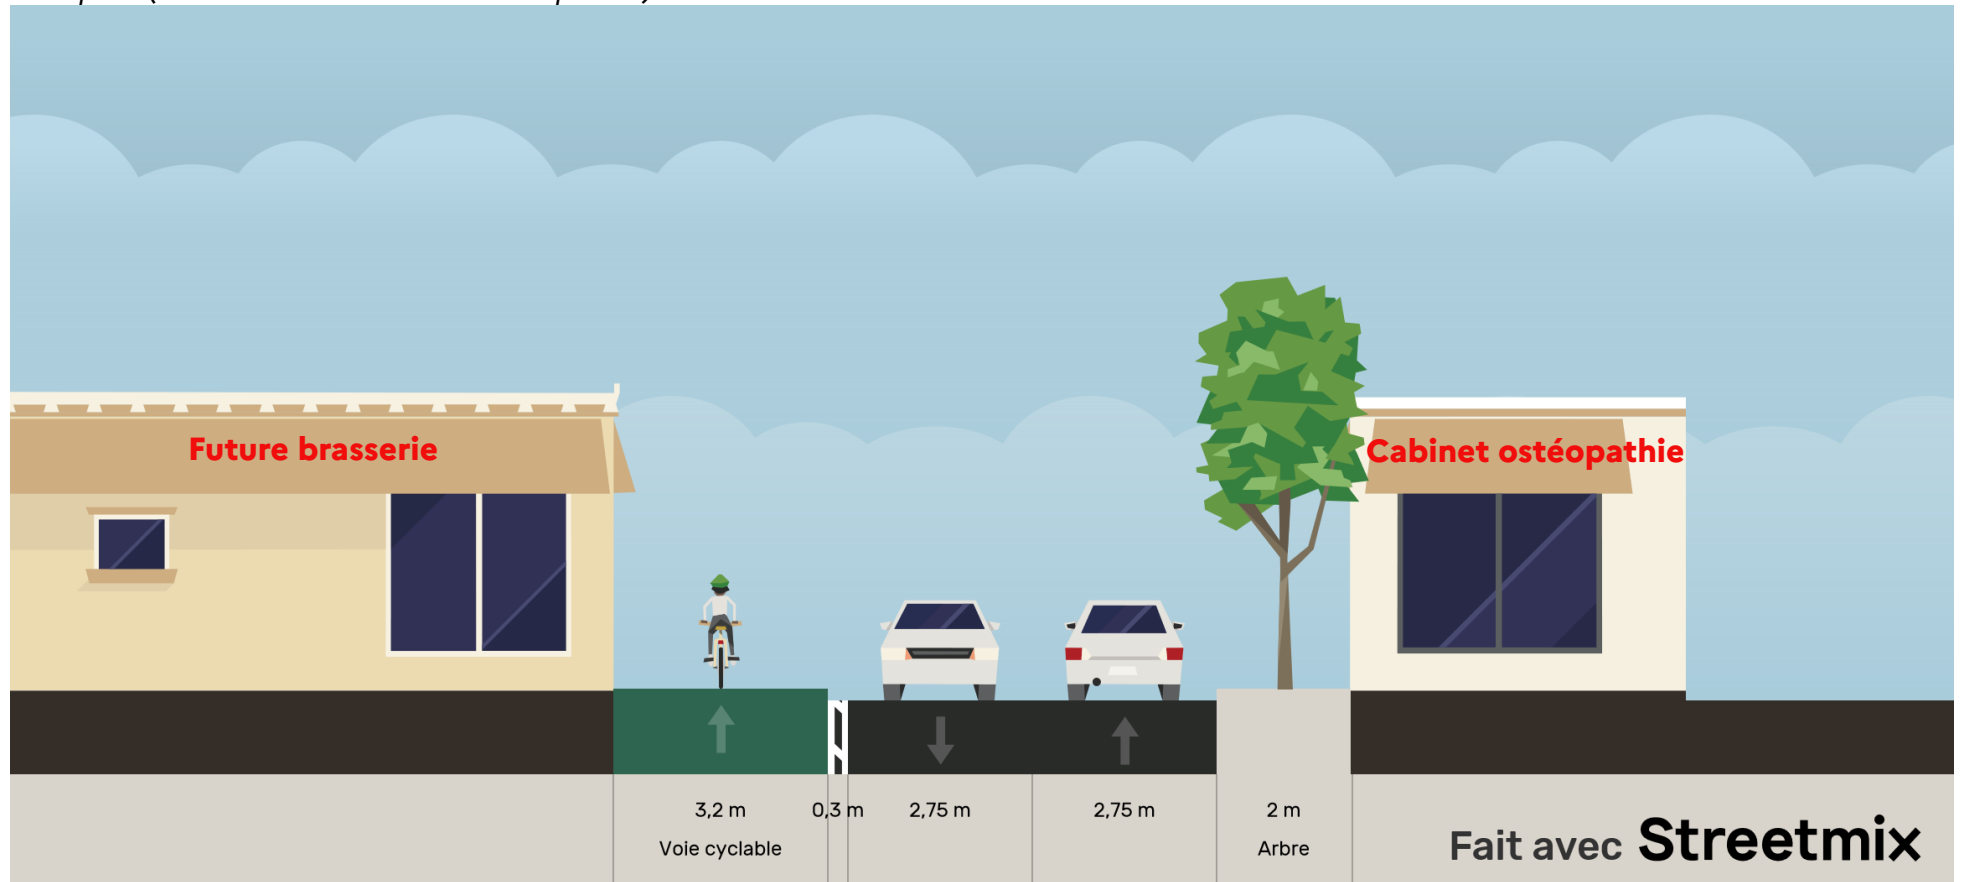 Future brasserie
Cabinet ostéopathie
3,2 m
0,3 m
2,75 m
2,75 m
2 m
Voie cyclable
Arbre
Fait avec Streetmix